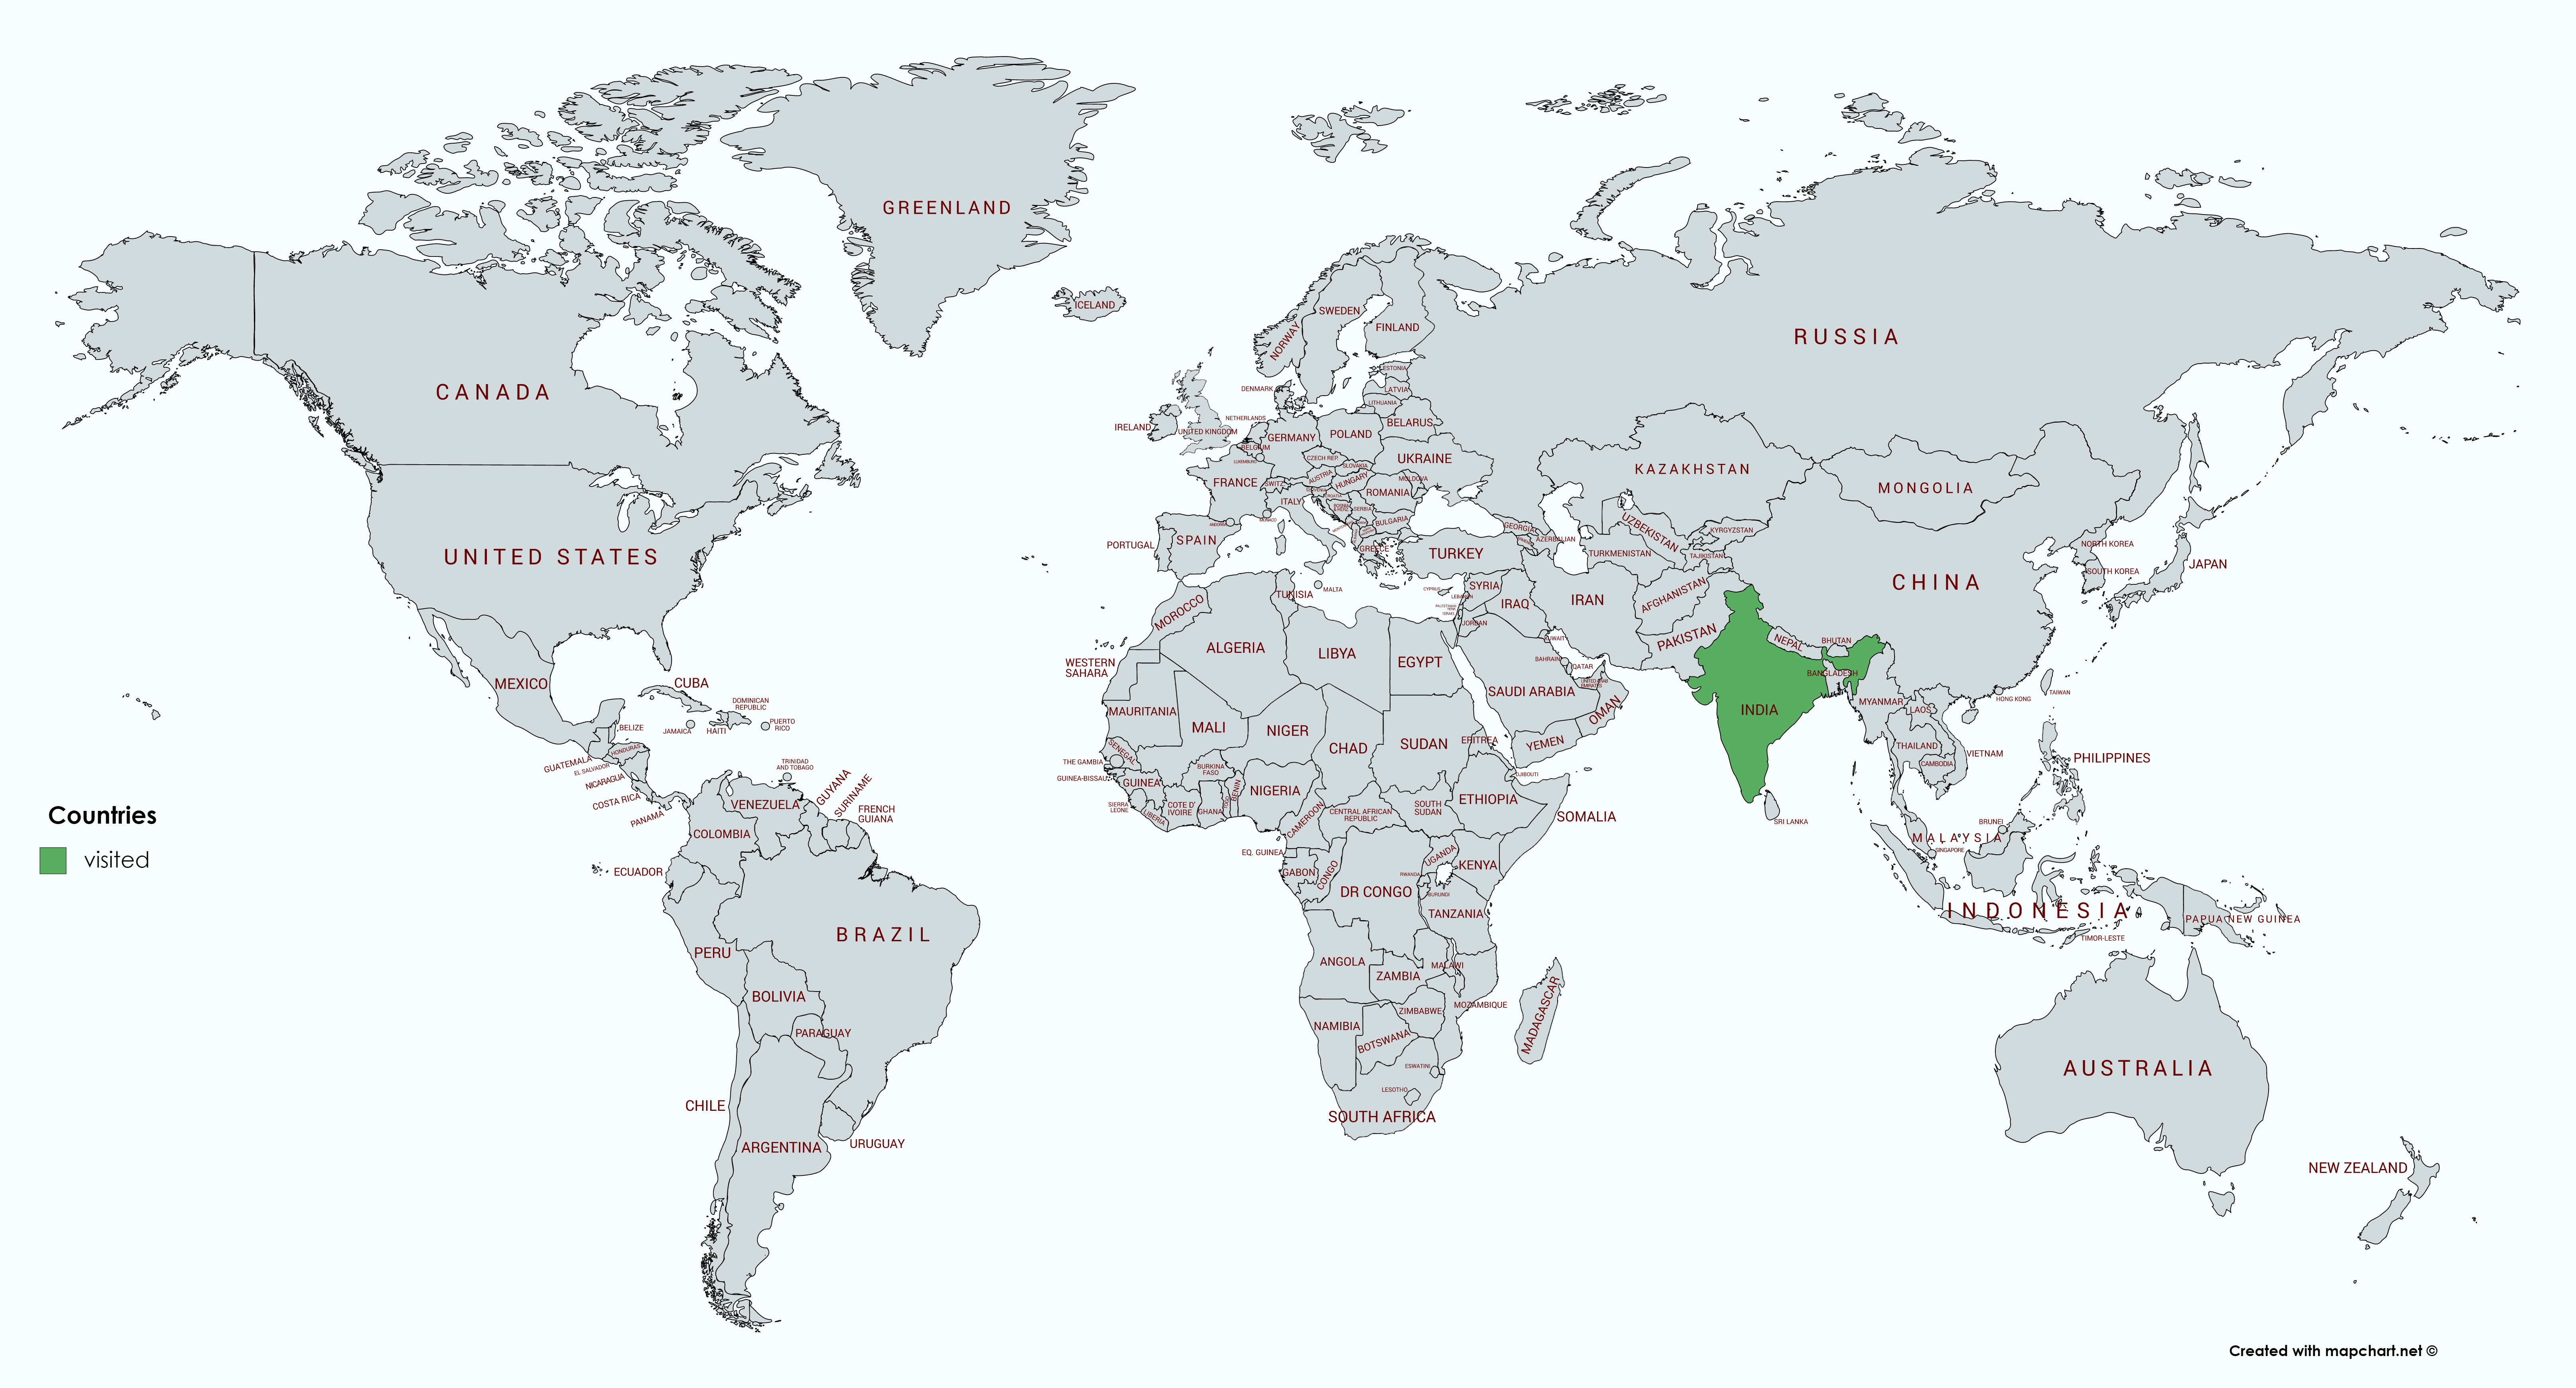 GREENLAND
ICELAND
CANADA
UNITED STATES
MEXICO
CUBA
DOMINICAN
REPUBLIC
PUERTO
RICO
JAMAICA
HAITI
BELIZE
HONDURAS
GUATEMALA
EL SALVADOR
NICARAGUA
COSTA RICA
PANAMA
TRINIDAD
AND TOBAGO
VENEZUELA
GUYANA
SURINAME
FRENCH
GUIANA
COLOMBIA
ECUADOR
BRAZIL
PERU
BOLIVIA
PARAGUAY
CHILE
ARGENTINA
URUGUAY
NORWAY
SWEDEN
FINLAND
RUSSIA
ESTONIA
LATVIA
LITHUANIA
DENMARK
NETHERLANDS
IRELAND
UNITED KINGDOM
BELGIUM
LUXEMBURG
GERMANY
POLAND
BELARUS
UKRAINE
CZECH REP.
SLOVAKIA
AUSTRIA
HUNGARY
MOLDOVA
FRANCE
SWITZ.
ITALY
ROMANIA
SERBIA
BULGARIA
ANDORRA
MONACO
PORTUGAL
SPAIN
GREECE
TURKEY
GEORGIA
AZERBAIJAN
MALTA
CYPRUS
SYRIA
LEBANON
ISRAEL
JORDAN
IRAQ
IRAN
KUWAIT
BAHRAIN
QATAR
UNITED ARAB
EMIRATES
SAUDI ARABIA
OMAN
YEMEN
KAZAKHSTAN
UZBEKISTAN
TURKMENISTAN
KYRGYZSTAN
TAJIKISTAN
AFGHANISTAN
PAKISTAN
MONGOLIA
CHINA
NORTH KOREA
SOUTH KOREA
JAPAN
NEPAL
BHUTAN
BANGLADESH
INDIA
SRI LANKA
MYANMAR
LAOS
THAILAND
CAMBODIA
VIETNAM
HONG KONG
TAIWAN
PHILIPPINES
BRUNEI
MALAYSIA
SINGAPORE
INDONESIA
TIMOR-LESTE
PAPUA NEW GUINEA
AUSTRALIA
NEW ZEALAND
MOROCCO
TUNISIA
ALGERIA
LIBYA
EGYPT
WESTERN
SAHARA
MAURITANIA
MALI
NIGER
CHAD
SUDAN
ERITREA
DJIBOUTI
SENEGAL
THE GAMBIA
GUINEA-BISSAU
GUINEA
SIERRA
LEONE
LIBERIA
COTE D'
IVOIRE
BURKINA
FASO
GHANA
TOGO
BENIN
NIGERIA
CAMEROON
CENTRAL AFRICAN
REPUBLIC
SOUTH
SUDAN
ETHIOPIA
SOMALIA
EQ. GUINEA
GABON
CONGO
DR CONGO
UGANDA
KENYA
RWANDA
BURUNDI
TANZANIA
ANGOLA
ZAMBIA
MALAWI
MOZAMBIQUE
ZIMBABWE
NAMIBIA
BOTSWANA
MADAGASCAR
ESWATINI
LESOTHO
SOUTH AFRICA
Countries
visited
Created with mapchart.net ©